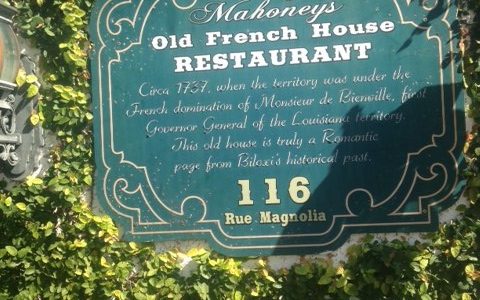 Mahoneys
Old French House
RESTAURANT
Circa 1737, when the territory was under the
French domination of Monsieur de Bienville, first
Governor General of the Louisiana territory.
This old house is truly a Romantic
page from Biloxi's historical past.
116
Rue Magnolia